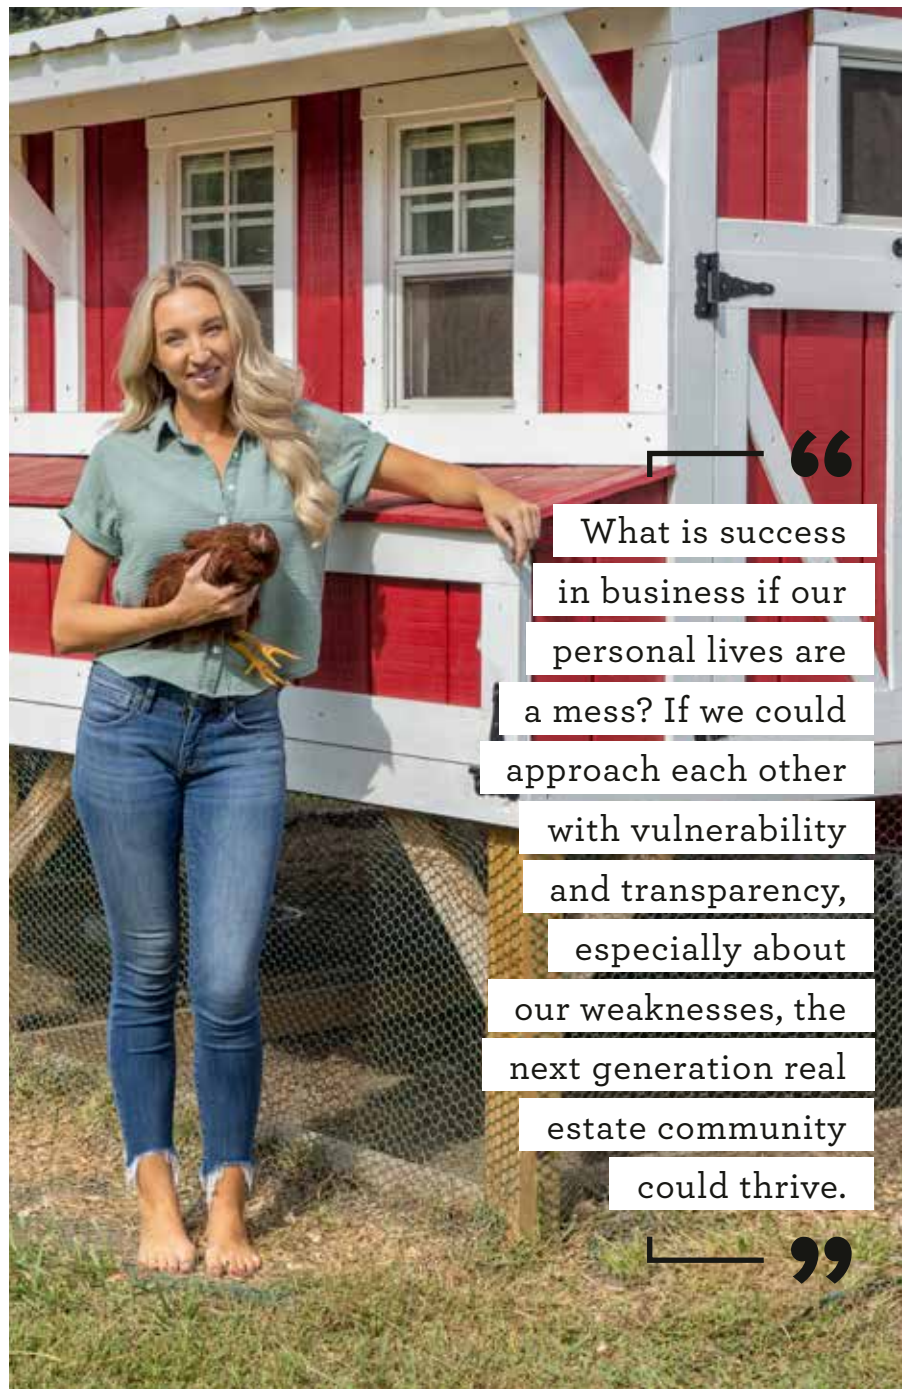 “
What is success
in business if our
personal lives are
a mess? If we could
approach each other
with vulnerability
and transparency,
especially about
our weaknesses, the
next generation real
estate community
could thrive.
”